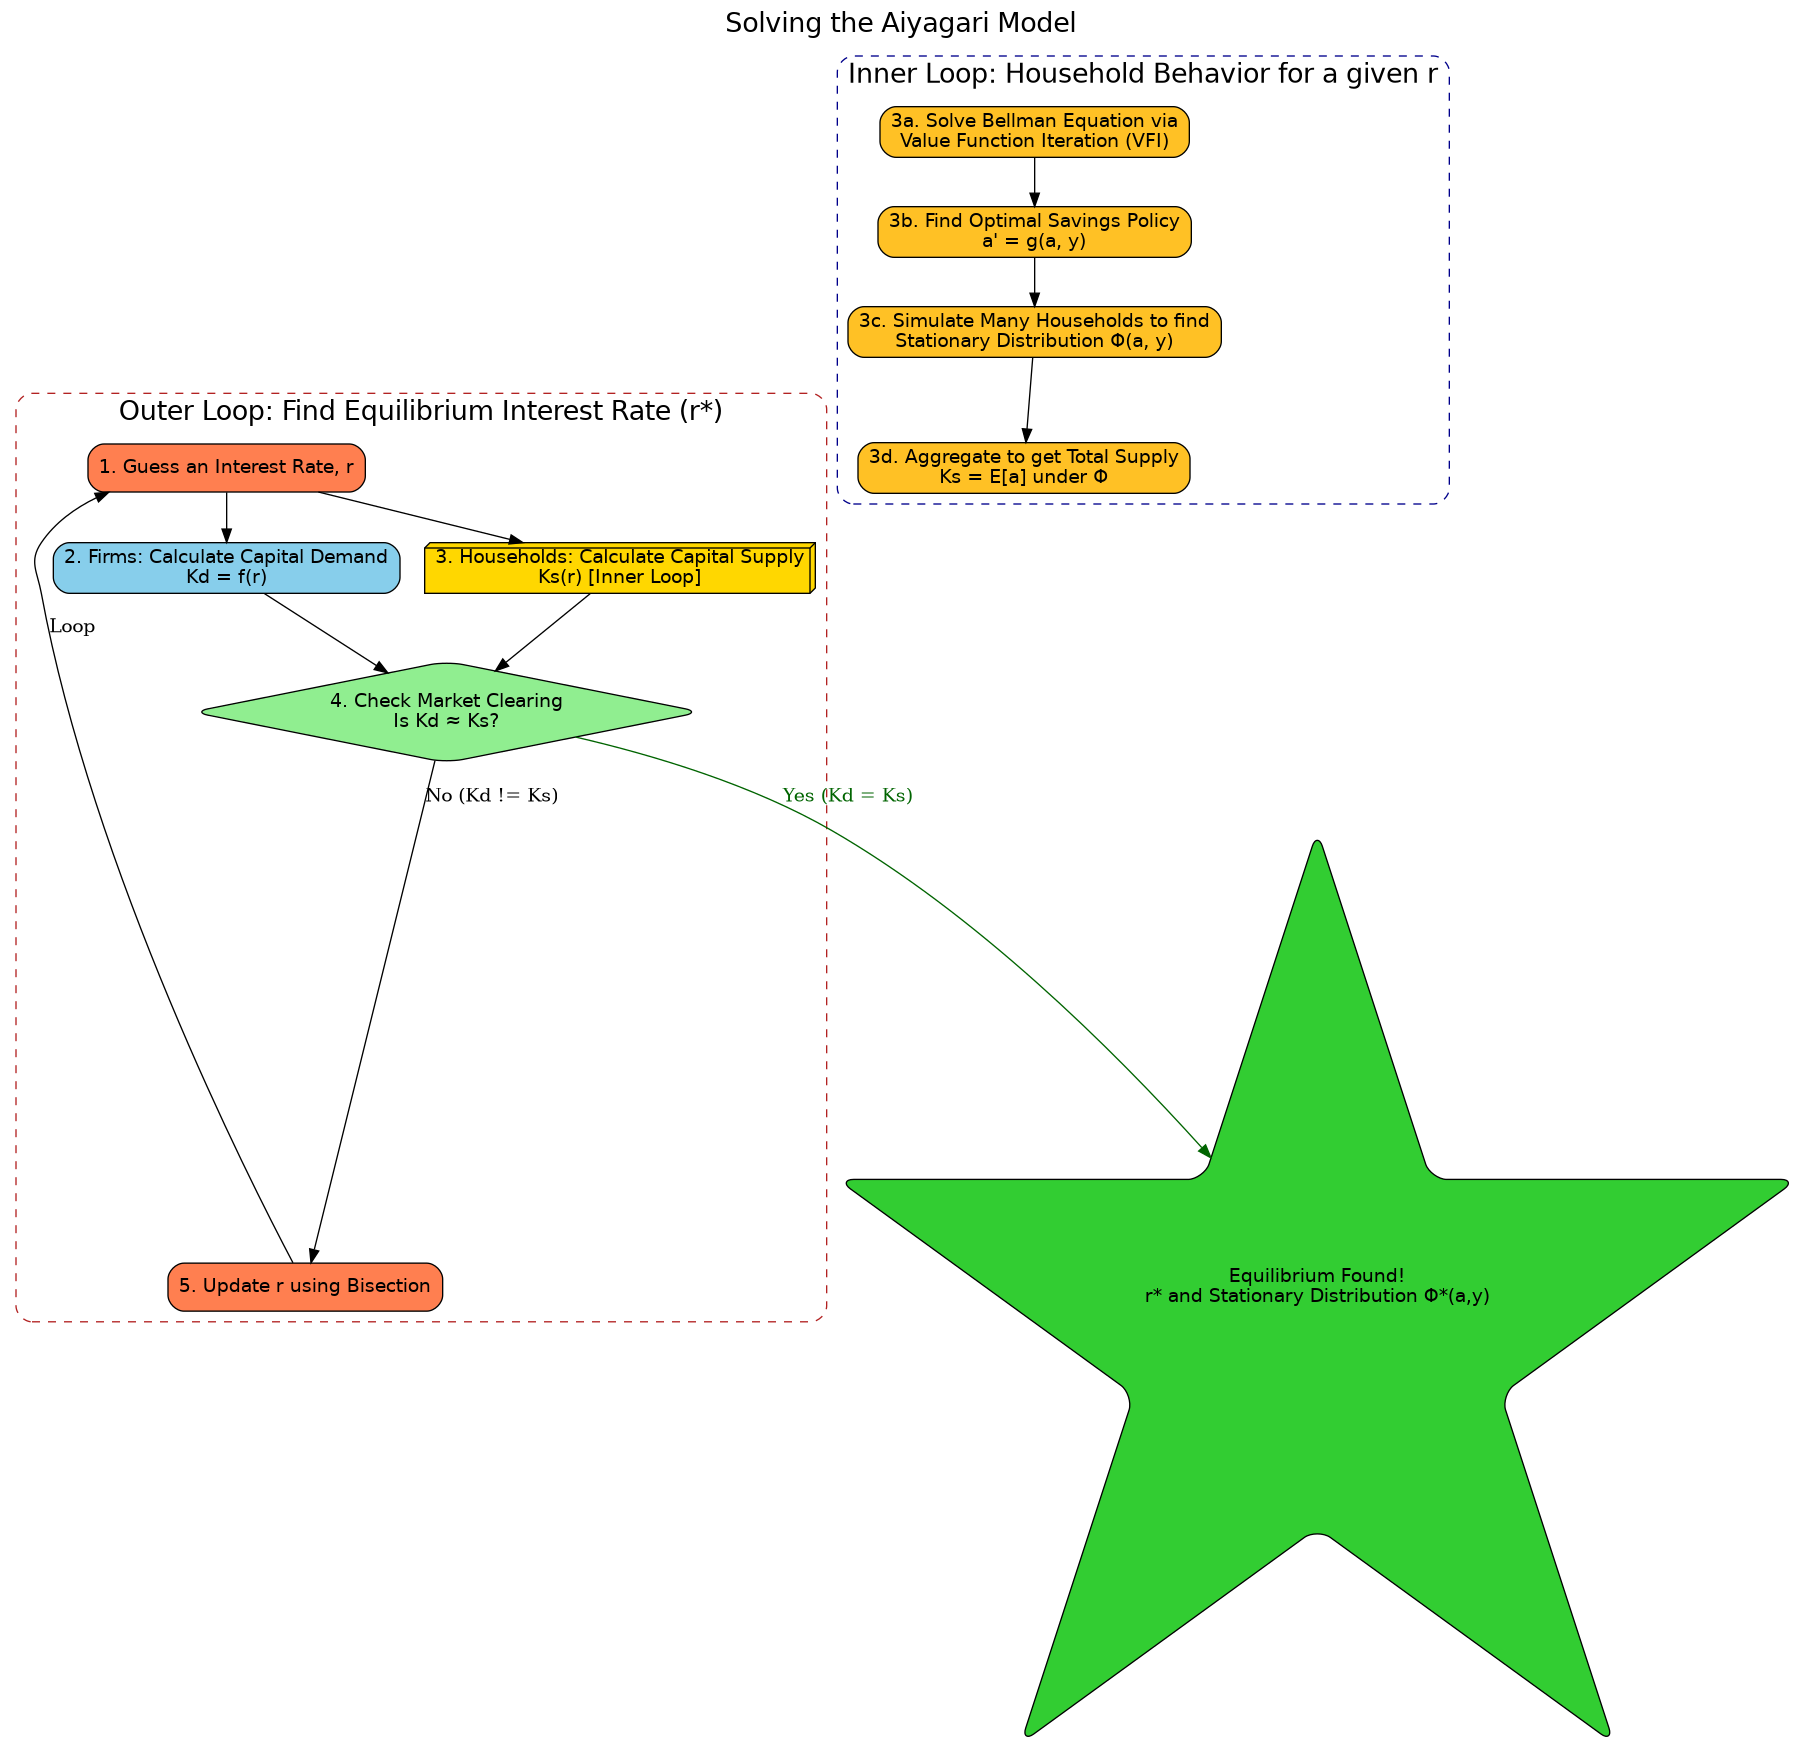 Solving the Aiyagari Model
Inner Loop: Household Behavior for a given r
3a. Solve Bellman Equation via
Value Function Iteration (VFI)
3b. Find Optimal Savings Policy
a' = g(a, y)
3c. Simulate Many Households to find
Stationary Distribution Φ(a, y)
3d. Aggregate to get Total Supply
Ks = E[a] under Φ
Outer Loop: Find Equilibrium Interest Rate (r*)
1. Guess an Interest Rate, r
2. Firms: Calculate Capital Demand
Kd = f(r)
3. Households: Calculate Capital Supply
Ks(r) [Inner Loop]
Loop
4. Check Market Clearing
Is Kd ≈ Ks?
No (Kd != Ks)
Yes (Kd = Ks)
5. Update r using Bisection
Equilibrium Found!
r* and Stationary Distribution Φ*(a,y)